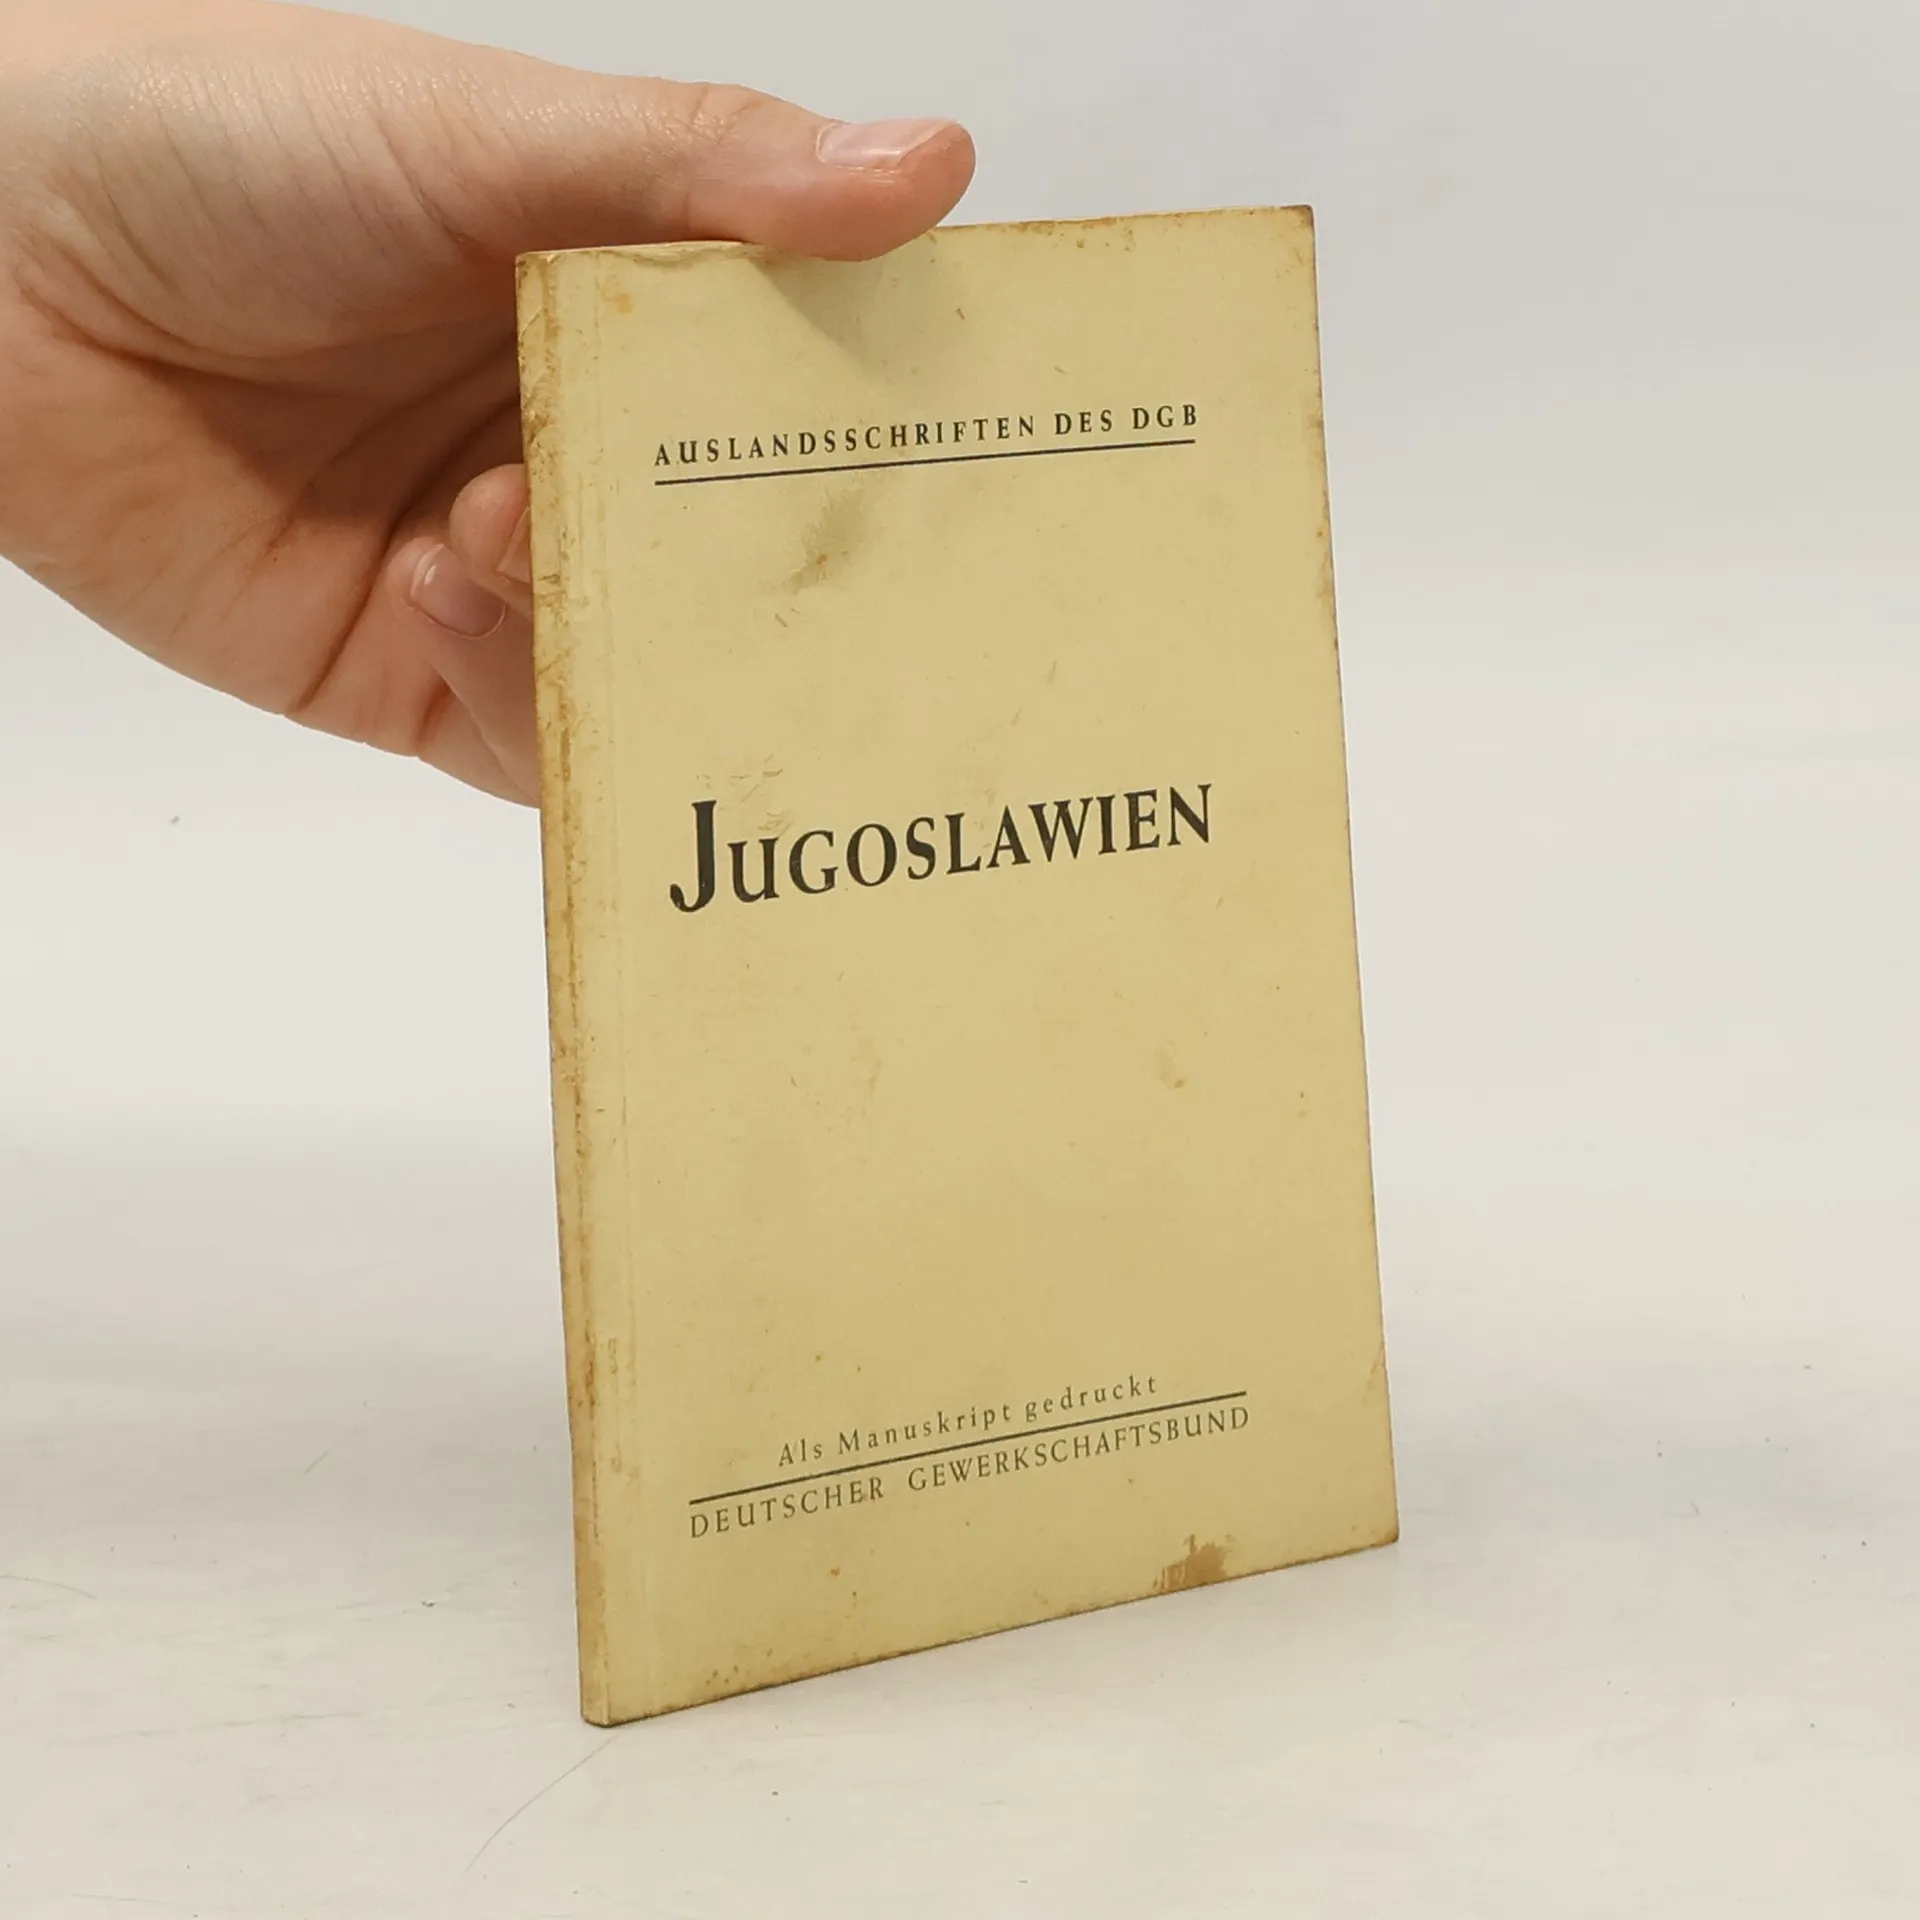 AUSLANDSSCHRIFTEN DES DGB
JUGOSLAWIEN
Als Manuskript gedruckt
DEUTSCHER GEWERKSCHAFTSBUND